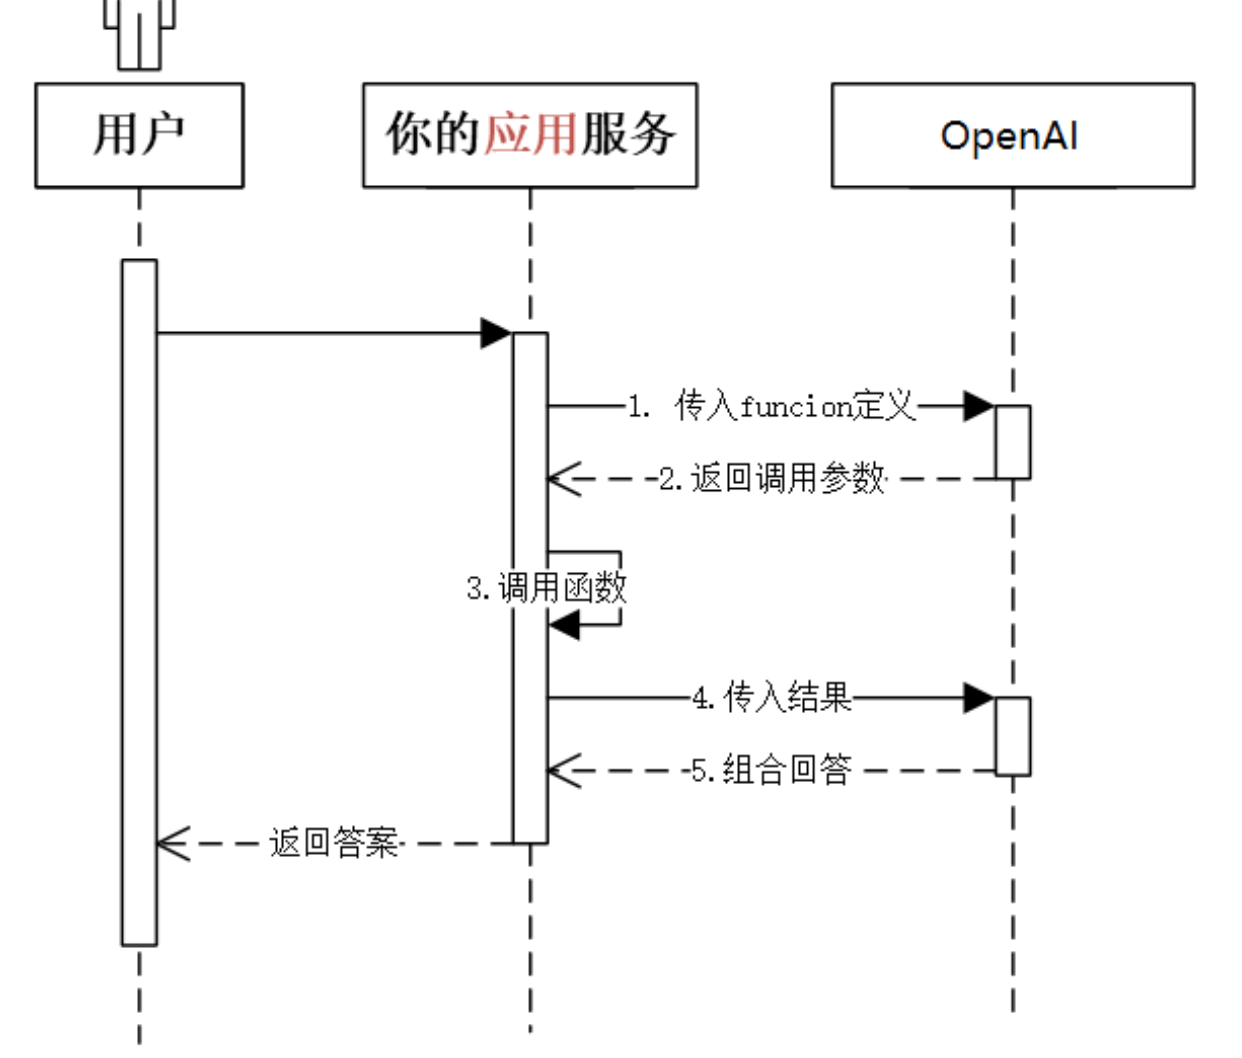 用户
你的应用服务
OpenAI
1. 传入funcion定义
2.返回调用参数
3.调用函数
4.传入结果
5.组合回答
返回答案